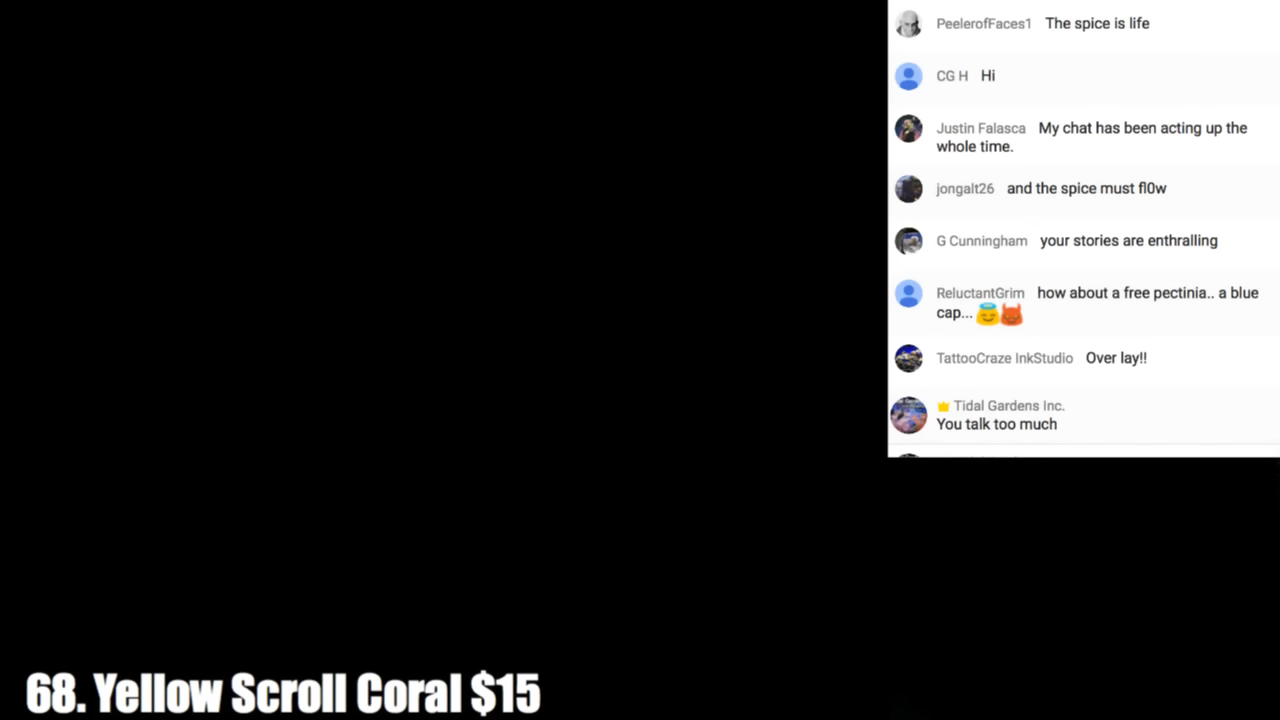 PeelerofFaces1 The spice is life
CG H Hi
Justin Falasca My chat has been acting up the
whole time.
jongalt26 and the spice must fl0w
G Cunningham your stories are enthralling
ReluctantGrim how about a free pectinia.. a blue
cap...
TattooCraze InkStudio Over lay!!
Tidal Gardens Inc.
You talk too much
68. Yellow Scroll Coral $15